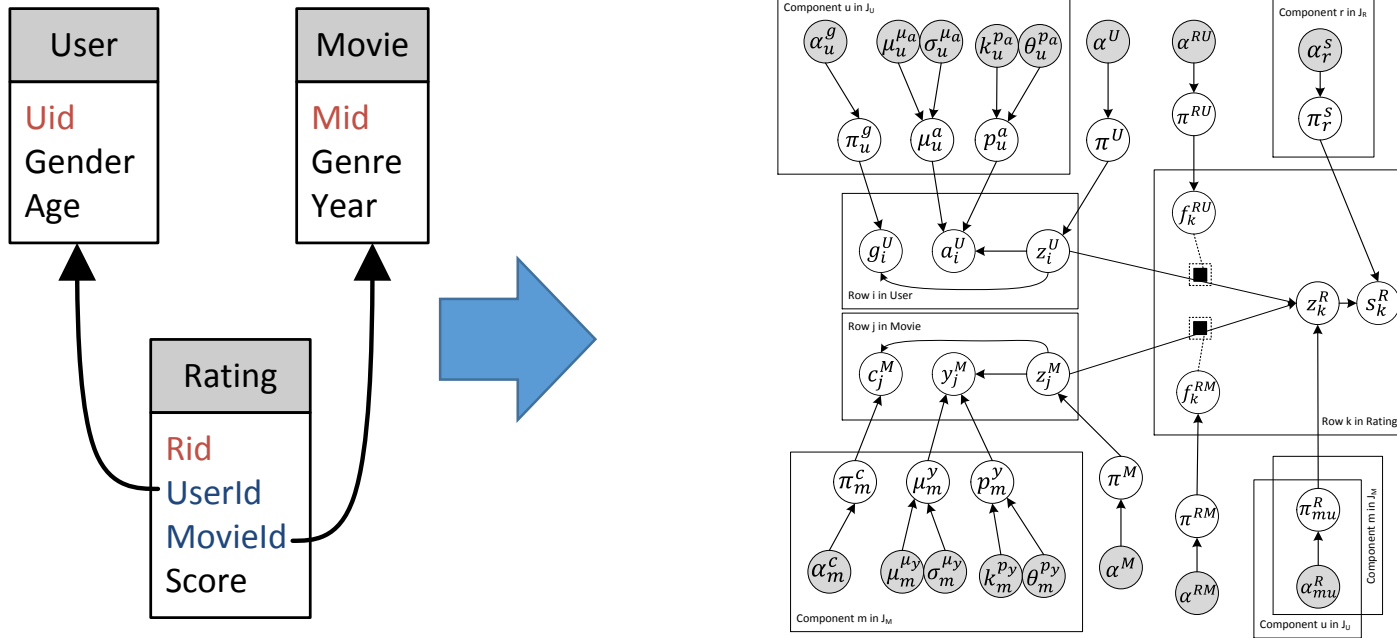 User
Uid
Gender
Age
Movie
Mid
Genre
Year
Rating
Rid
UserId
MovieId
Score
Component u in J_U
α_u^g μ_u^{μ_a} σ_u^{μ_a} k_u^{p_a} θ_u^{p_a}
π_u^g μ_u^a p_u^a
α^U
π^U
α^{RU}
π^{RU}
Component r in J_R
α_r^s
π_r^s
g_i^U a_i^U z_i^U
Row i in User
Row j in Movie
c_j^M y_j^M z_j^M
f_k^{RU}
z_k^R s_k^R
f_k^{RM}
Row k in Rating
π_m^c μ_m^y p_m^y
α_m^c μ_m^{μ_y} σ_m^{μ_y} k_m^{p_y} θ_m^{p_y}
Component m in J_M
π^M
α^M
π^{RM}
α^{RM}
π_{mu}^R
α_{mu}^R
Component m in J_M
Component u in J_U